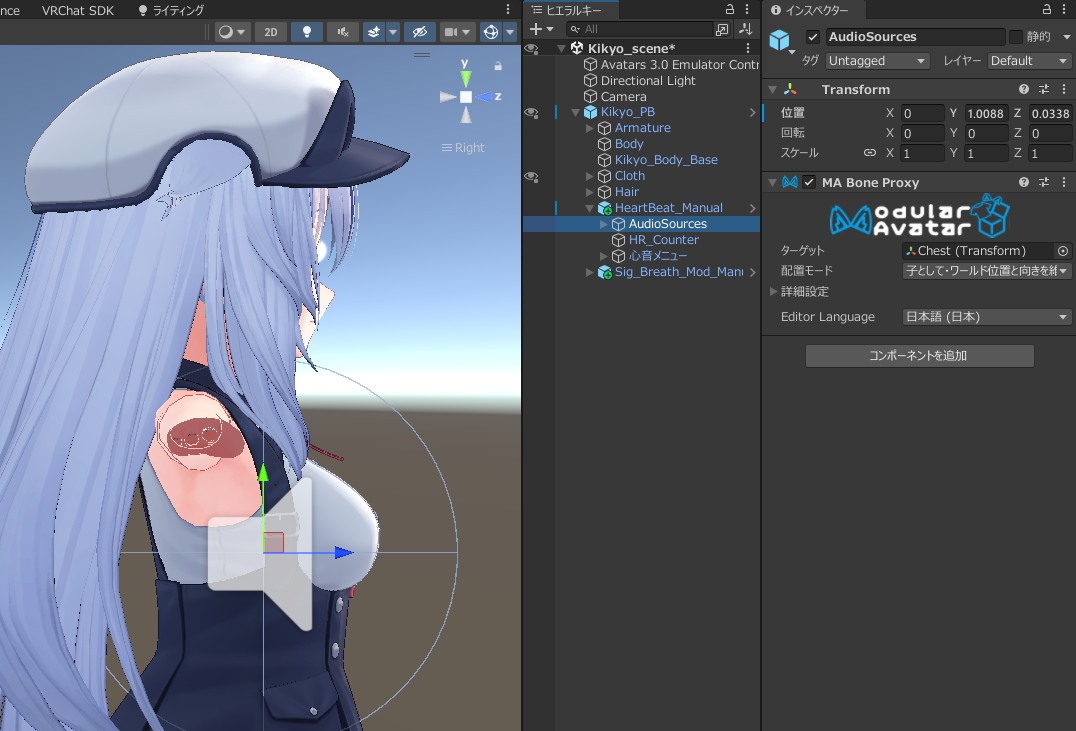 nce VRChat SDK ライティング
2D
y
z
Right
ヒエラルキー
All
Kikyo_scene*
Avatars 3.0 Emulator Contr
Directional Light
Camera
Kikyo_PB
Armature
Body
Kikyo_Body_Base
Cloth
Hair
HeartBeat_Manual
AudioSources
HR_Counter
心音メニュー
Sig_Breath_Mod_Manu
インスペクター
AudioSources 静的
タグ Untagged レイヤー Default
Transform
位置 X 0 Y 1.0088 Z 0.0338
回転 X 0 Y 0 Z 0
スケール X 1 Y 1 Z 1
MA Bone Proxy
Modular
Avatar
ターゲット Chest (Transform)
配置モード 子として・ワールド位置と向きを維
詳細設定
Editor Language 日本語 (日本)
コンポーネントを追加